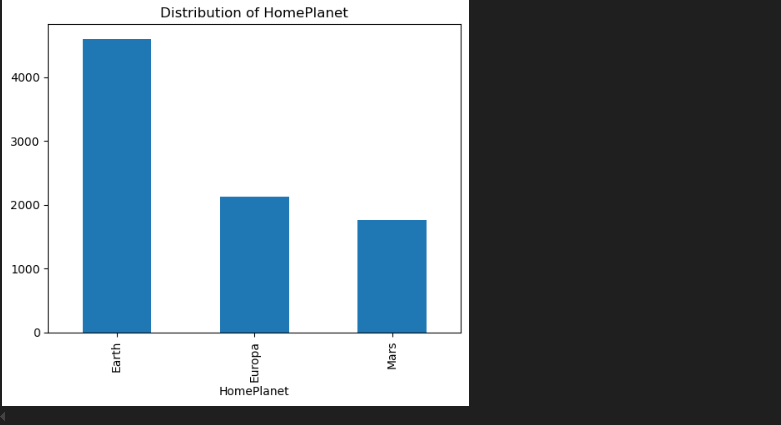 Distribution of HomePlanet
4000
3000
2000
1000
0
Earth
Europa
Mars
HomePlanet